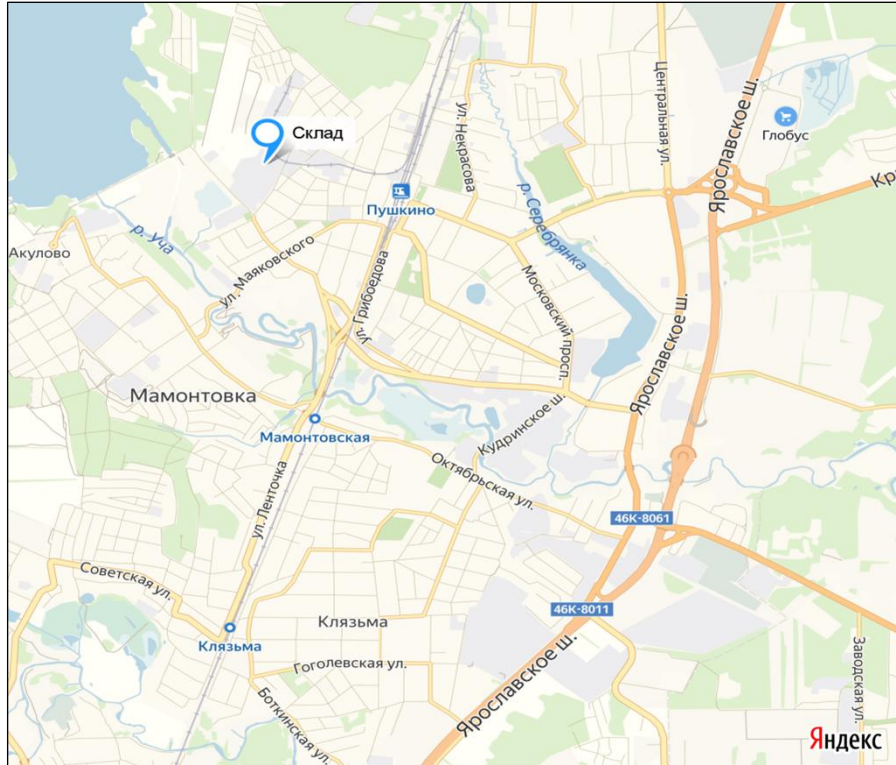 Склад
Центральная ул.
Ярославское ш.
Глобус
ул. Некрасова
Кр
Пушкино
р. Серебрянка
р. Уча
Акулово
ул. Маяковского
ул. Грибоедова
Московский просп.
Ярославское ш.
Мамонтовка
Мамонтовская
Кудринское ш.
Октябрьская ул.
ул. Ленточка
46К-8061
Советская ул.
46К-8011
Клязьма
Клязьма
Гоголевская ул.
Ярославское ш.
Боткинская ул.
Заводская ул.
Яндекс